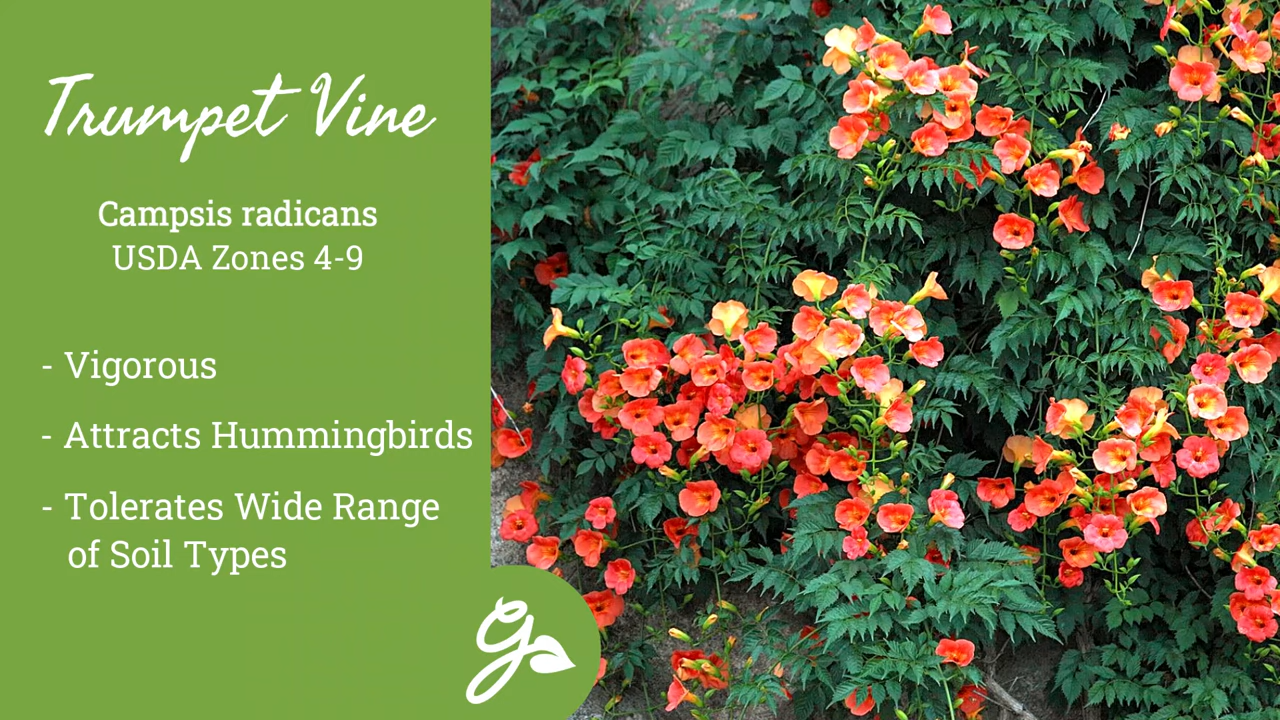 Trumpet Vine
Campsis radicans
USDA Zones 4-9
- Vigorous
- Attracts Hummingbirds
- Tolerates Wide Range
of Soil Types
g